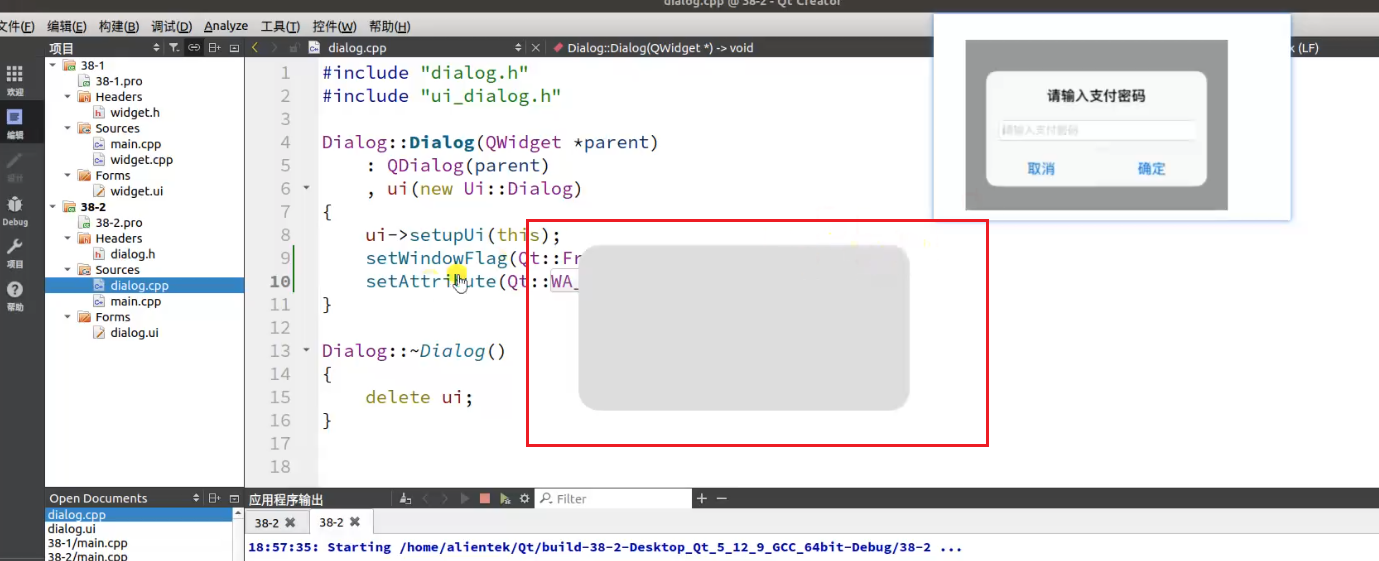 dialog.cpp @ 38-2 - Qt Creator
文件(F) 编辑(E) 构建(B) 调试(D) Analyze 工具(T) 控件(W) 帮助(H)
项目
dialog.cpp
Dialog::Dialog(QWidget *) -> void
(LF)
欢迎
编辑
设计
Debug
项目
帮助
38-1
38-1.pro
Headers
widget.h
Sources
main.cpp
widget.cpp
Forms
widget.ui
38-2
38-2.pro
Headers
dialog.h
Sources
dialog.cpp
main.cpp
Forms
dialog.ui
1 #include "dialog.h"
2 #include "ui_dialog.h"
3
4 Dialog::Dialog(QWidget *parent)
5 : QDialog(parent)
6 , ui(new Ui::Dialog)
7 {
8 ui->setupUi(this);
9 setWindowFlag(Qt::Fr
10 setAttribute(Qt::WA_
11 }
12
13 Dialog::~Dialog()
14 {
15 delete ui;
16 }
17
18
请输入支付密码
请输入支付密码
取消 确定
Open Documents
dialog.cpp
dialog.ui
38-1/main.cpp
38-2/main.cpp
应用程序输出
Filter
38-2
38-2
18:57:35: Starting /home/alientek/Qt/build-38-2-Desktop_Qt_5_12_9_GCC_64bit-Debug/38-2 ...